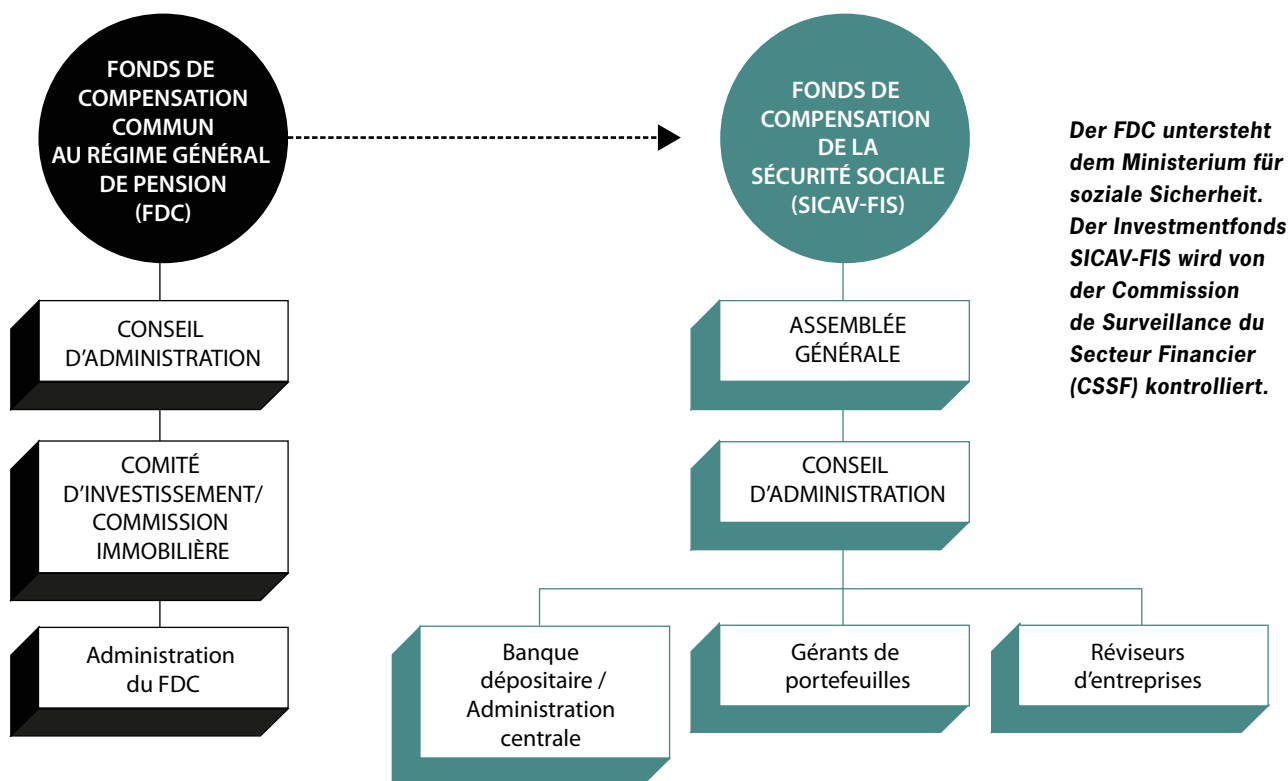 FONDS DE
COMPENSATION
COMMUN
AU RÉGIME GÉNÉRAL
DE PENSION
(FDC)
CONSEIL
D’ADMINISTRATION
COMITÉ
D’INVESTISSEMENT/
COMMISSION
IMMOBILIÈRE
Administration
du FDC
FONDS DE
COMPENSATION
DE LA
SÉCURITÉ SOCIALE
(SICAV-FIS)
ASSEMBLÉE
GÉNÉRALE
CONSEIL
D’ADMINISTRATION
Banque
dépositaire /
Administration
centrale
Gérants de
portefeuilles
Réviseurs
d’entreprises
Der FDC untersteht
dem Ministerium für
soziale Sicherheit.
Der Investmentfonds
SICAV-FIS wird von
der Commission
de Surveillance du
Secteur Financier
(CSSF) kontrolliert.